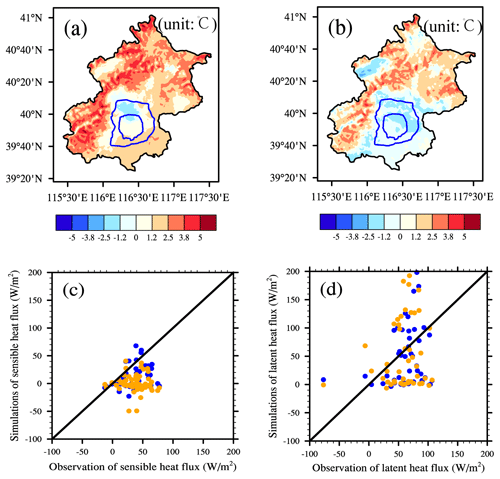 (a)
(unit: C)
41° N
40°40'N
40°20'N
40° N
39°40'N
39°20'N
115°30'E
116°E
116°30'E
117°E
117°30'E
-5 -3.8 -2.5 -1.2 0 1.2 2.5 3.8 5
(b)
(unit: C)
41° N
40°40'N
40°20'N
40° N
39°40'N
39°20'N
115°30'E
116°E
116°30'E
117°E
117°30'E
-5 -3.8 -2.5 -1.2 0 1.2 2.5 3.8 5
(c)
Simulations of sensible heat flux (W/m²)
200
150
100
50
0
-50
-100
-100 -50 0 50 100 150 200
Observation of sensible heat flux (W/m²)
(d)
Simulations of latent heat flux (W/m²)
200
150
100
50
0
-50
-100
-100 -50 0 50 100 150 200
Observation of latent heat flux (W/m²)